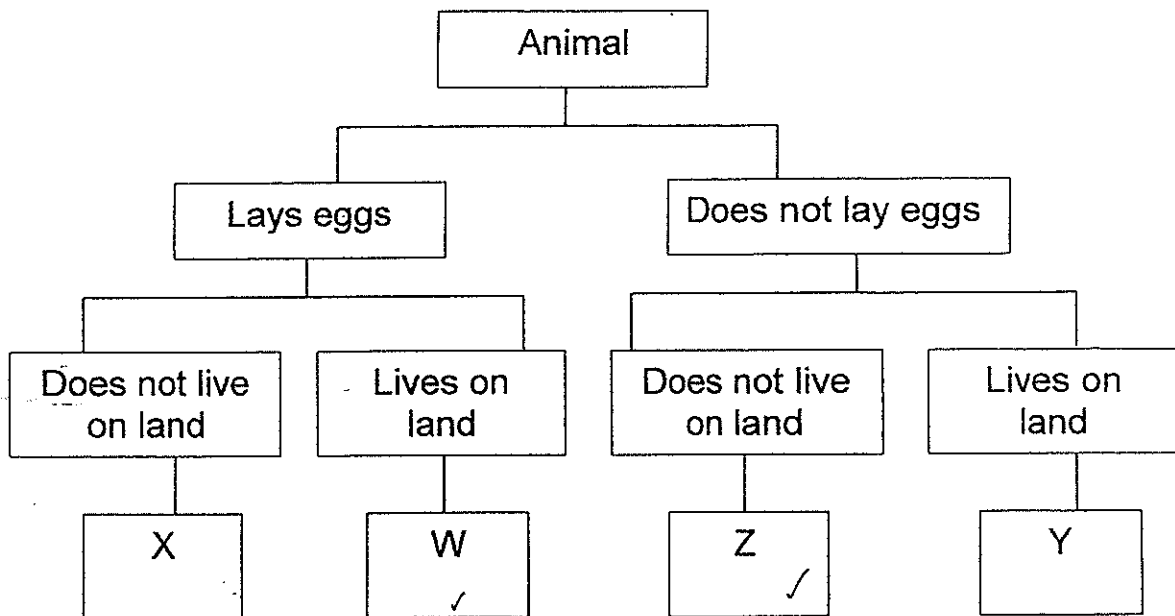 Animal
Lays eggs
Does not lay eggs
Does not live
on land
Lives on
land
Does not live
on land
Lives on
land
X
W
✓
Z
✓
Y